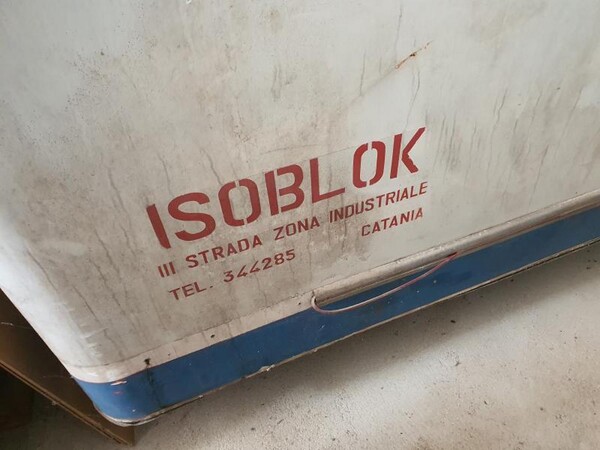 ISOBLOK
III STRADA ZONA INDUSTRIALE
TEL. 344285 CATANIA